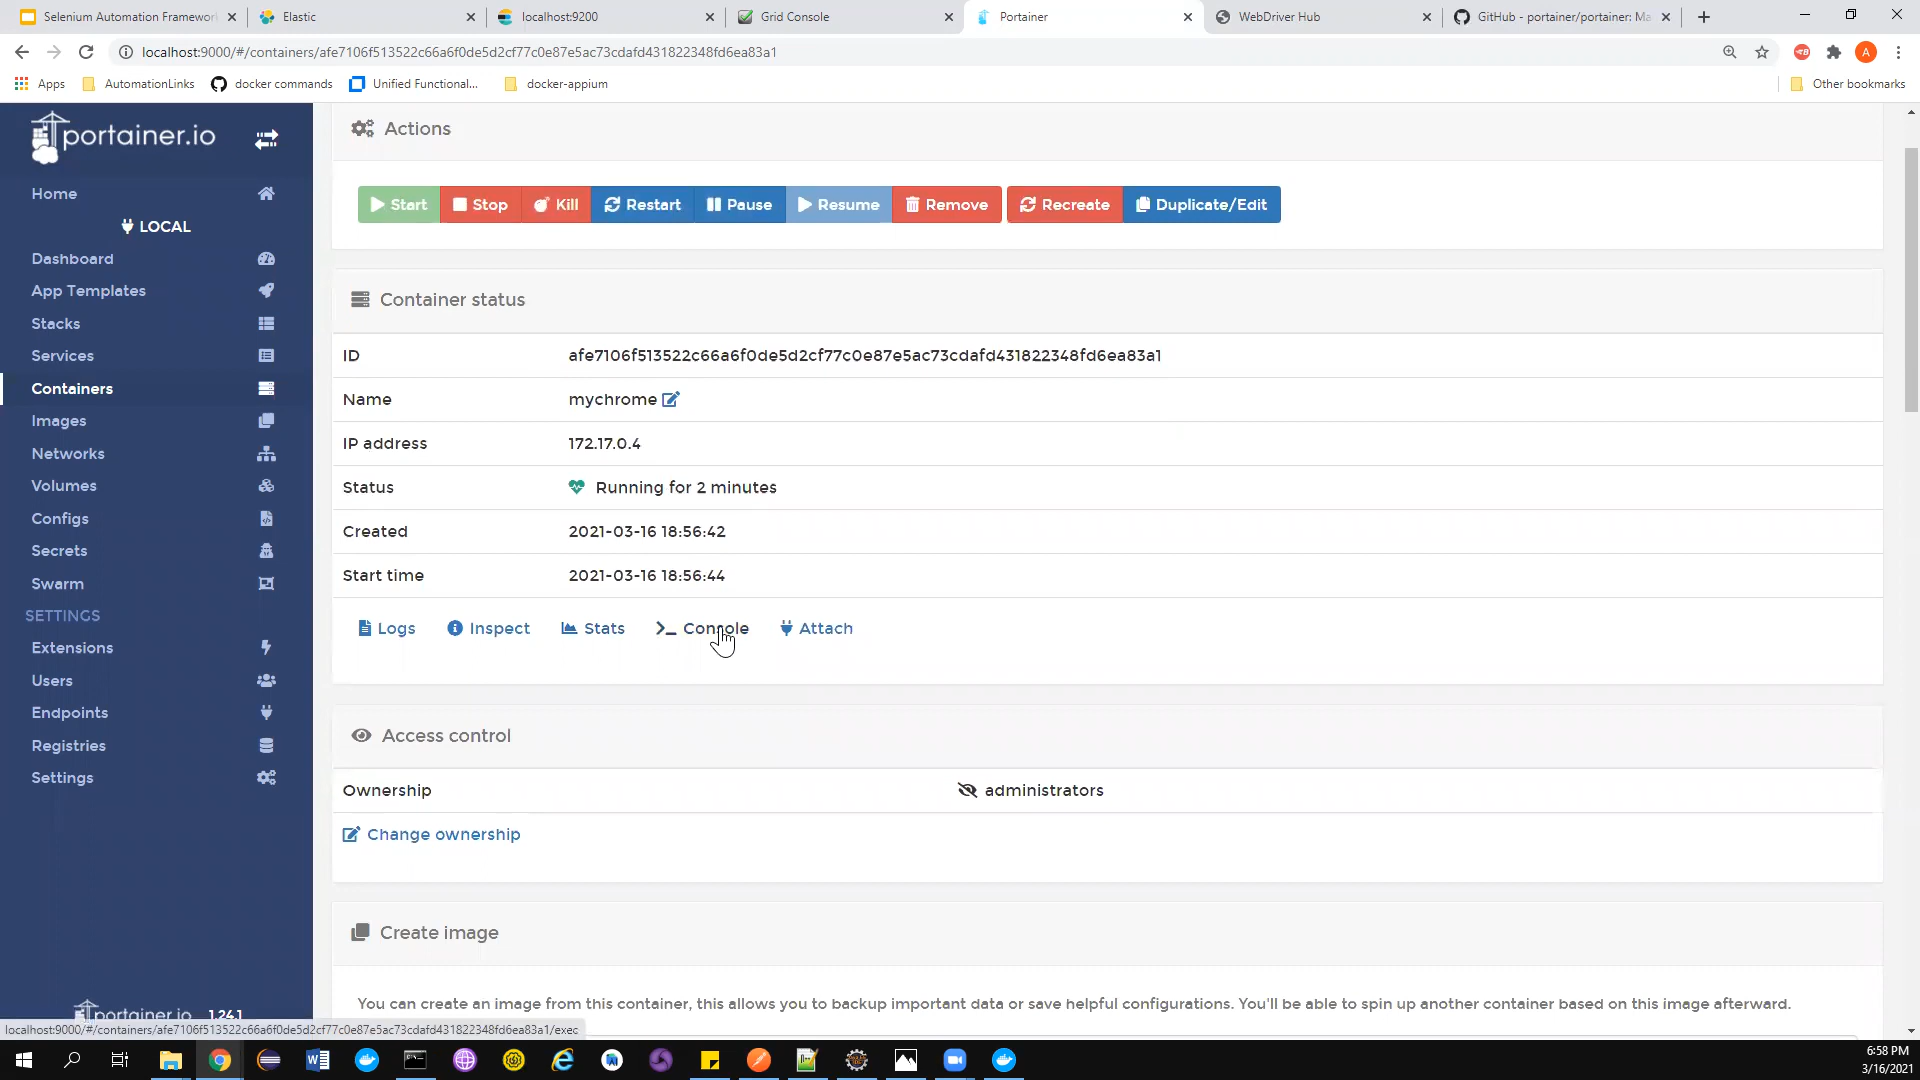 Selenium Automation Framewor
Elastic
localhost:9200
Grid Console
Portainer
WebDriver Hub
GitHub - portainer/portainer: Ma
localhost:9000/#/containers/afe7106f513522c66a6f0de5d2cf77c0e87e5ac73cdafd431822348fd6ea83a1
A
Apps
AutomationLinks
docker commands
Unified Functional...
docker-appium
Other bookmarks
portainer.io
Home
LOCAL
Dashboard
App Templates
Stacks
Services
Containers
Images
Networks
Volumes
Configs
Secrets
Swarm
SETTINGS
Extensions
Users
Endpoints
Registries
Settings
portainer.io 1.24.1
Actions
Start Stop Kill Restart Pause Resume Remove Recreate Duplicate/Edit
Container status
ID afe7106f513522c66a6f0de5d2cf77c0e87e5ac73cdafd431822348fd6ea83a1
Name mychrome
IP address 172.17.0.4
Status Running for 2 minutes
Created 2021-03-16 18:56:42
Start time 2021-03-16 18:56:44
Logs Inspect Stats Console Attach
Access control
Ownership administrators
Change ownership
Create image
You can create an image from this container, this allows you to backup important data or save helpful configurations. You'll be able to spin up another container based on this image afterward.
localhost:9000/#/containers/afe7106f513522c66a6f0de5d2cf77c0e87e5ac73cdafd431822348fd6ea83a1/exec
6:58 PM
3/16/2021